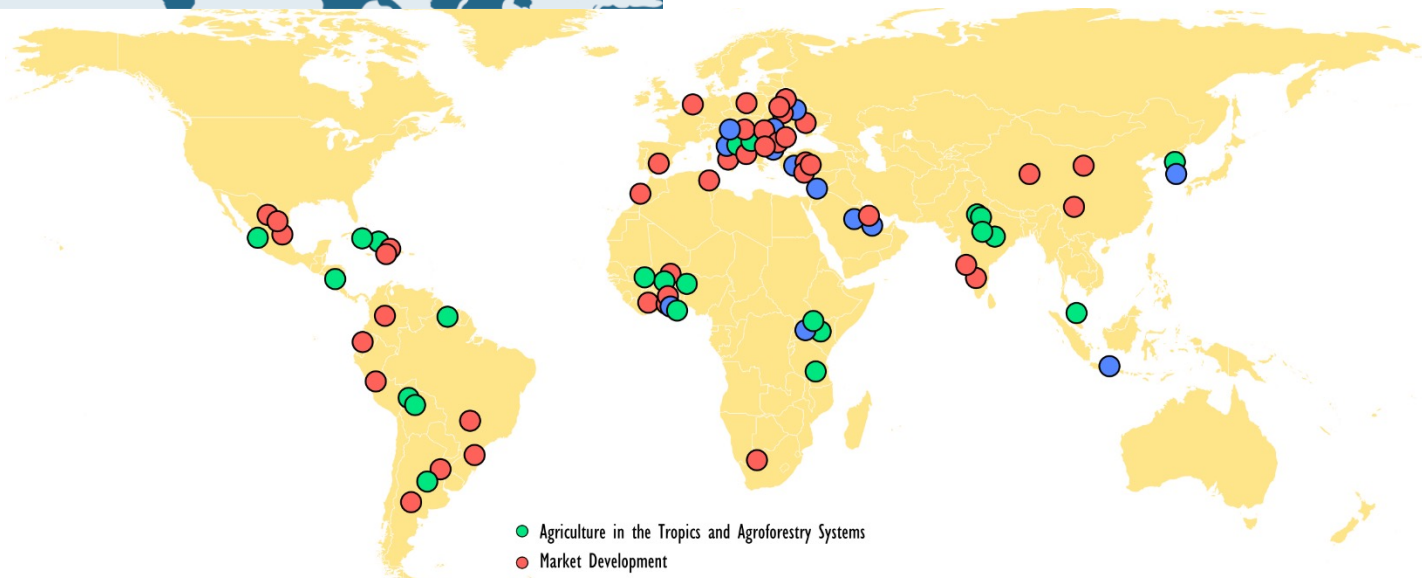 Agriculture in the Tropics and Agroforestry Systems
Market Development